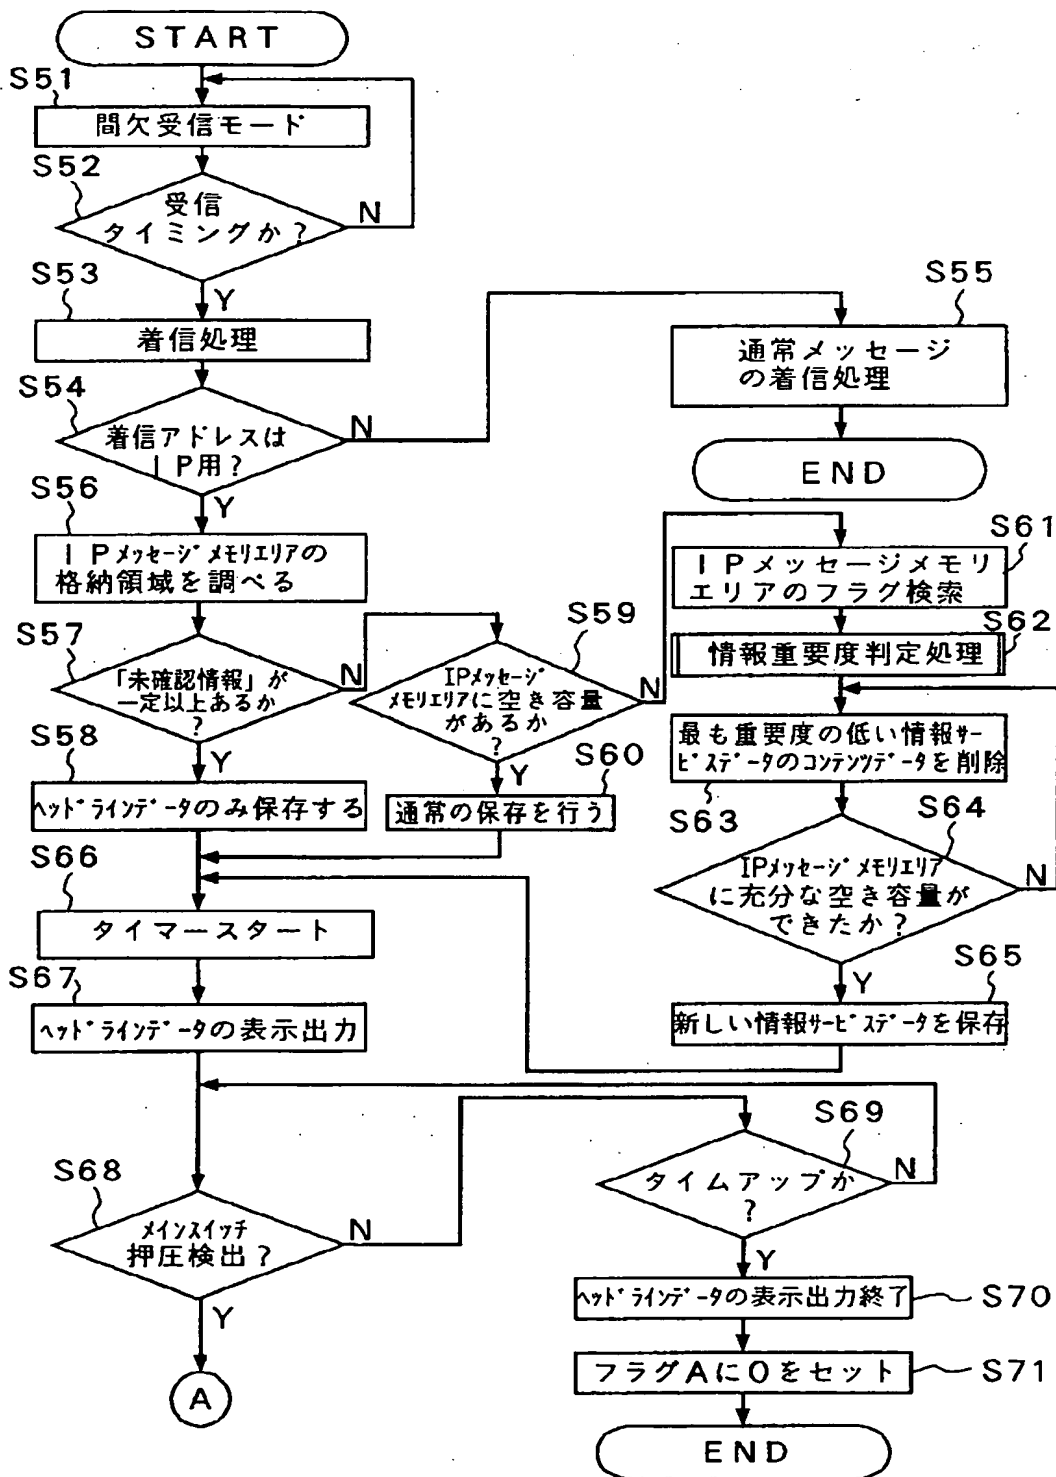 START
S51
間欠受信モード
S52
受信
タイミングか?
N
Y
S53
着信処理
S54
着信アドレスは
IP用?
N
Y
S55
通常メッセージ
の着信処理
END
S56
IPメッセージメモリエリアの
格納領域を調べる
S57
「未確認情報」が
一定以上あるか
?
N
Y
S58
ヘッドラインデータのみ保存する
S59
IPメッセージ
メモリエリアに空き容量
があるか
?
N
Y
S60
通常の保存を行う
S61
IPメッセージメモリ
エリアのフラグ検索
S62
情報重要度判定処理
最も重要度の低い情報サー
ビスデータのコンテンツデータを削除
S63
S64
IPメッセージメモリエリア
に充分な空き容量が
できたか?
N
Y
S65
新しい情報サービスデータを保存
S66
タイマースタート
S67
ヘッドラインデータの表示出力
S68
メインスイッチ
押圧検出?
N
Y
A
S69
タイムアップか
?
N
Y
ヘッドラインデータの表示出力終了
S70
フラグAに0をセット
S71
END